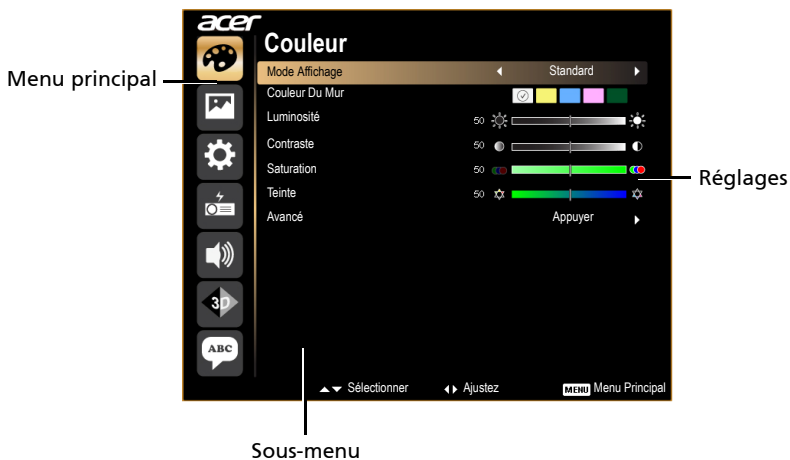 acer
Couleur
Menu principal
Mode Affichage Standard
Couleur Du Mur
Luminosité 50
Contraste 50
Saturation 50
Réglages
Teinte 50
Avancé Appuyer
3D
ABC
Sélectionner Ajustez MENU Menu Principal
Sous-menu